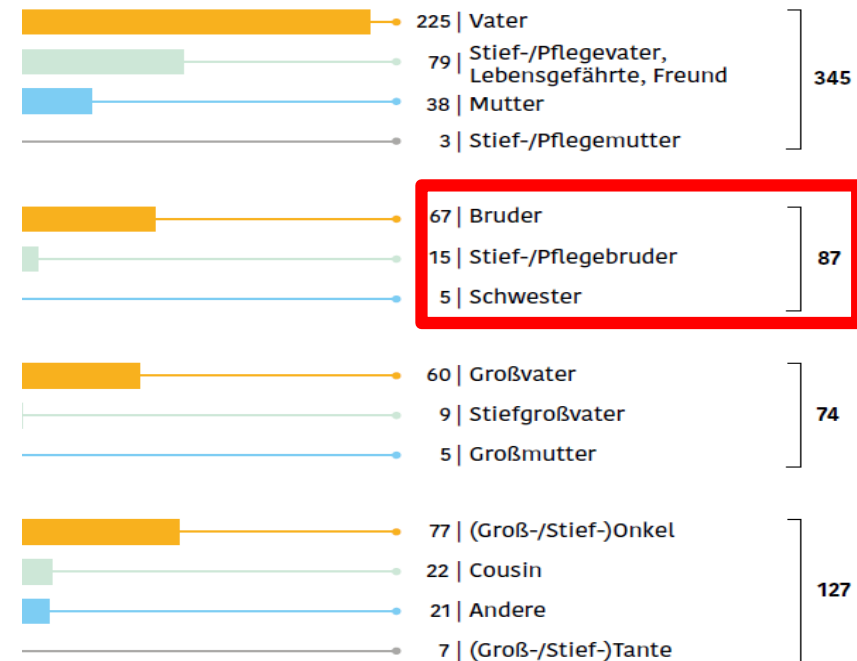 225 | Vater
79 | Stief-/Pflegevater,
Lebensgefährte, Freund
38 | Mutter
3 | Stief-/Pflegemutter
345
67 | Bruder
15 | Stief-/Pflegebruder
5 | Schwester
87
60 | Großvater
9 | Stiefgroßvater
5 | Großmutter
74
77 | (Groß-/Stief-)Onkel
22 | Cousin
21 | Andere
7 | (Groß-/Stief-)Tante
127